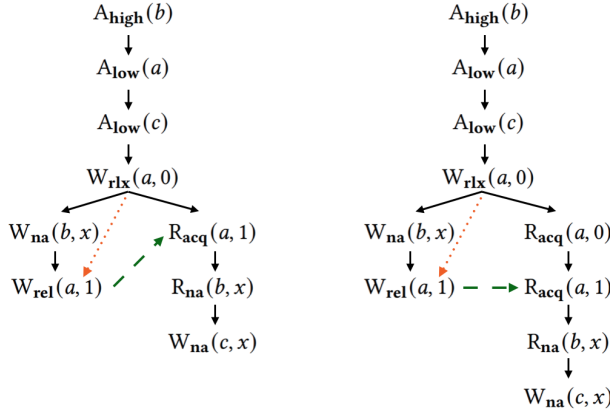 A_high(b)
A_low(a)
A_low(c)
W_rlx(a, 0)
W_na(b, x)
R_acq(a, 1)
W_rel(a, 1)
R_na(b, x)
W_na(c, x)
A_high(b)
A_low(a)
A_low(c)
W_rlx(a, 0)
W_na(b, x)
R_acq(a, 0)
W_rel(a, 1)
R_acq(a, 1)
R_na(b, x)
W_na(c, x)